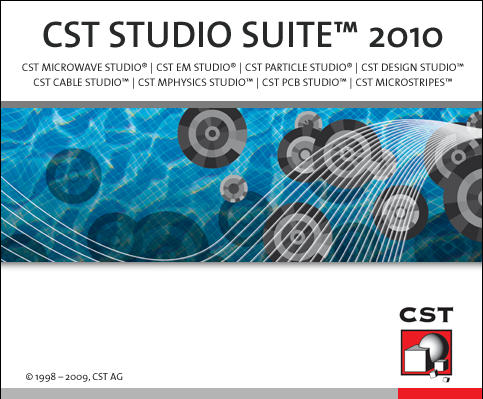 CST STUDIO SUITE™ 2010
CST MICROWAVE STUDIO® | CST EM STUDIO® | CST PARTICLE STUDIO® | CST DESIGN STUDIO™
CST CABLE STUDIO™ | CST MPHYSICS STUDIO™ | CST PCB STUDIO™ | CST MICROSTRIPES™
CST
© 1998 – 2009, CST AG